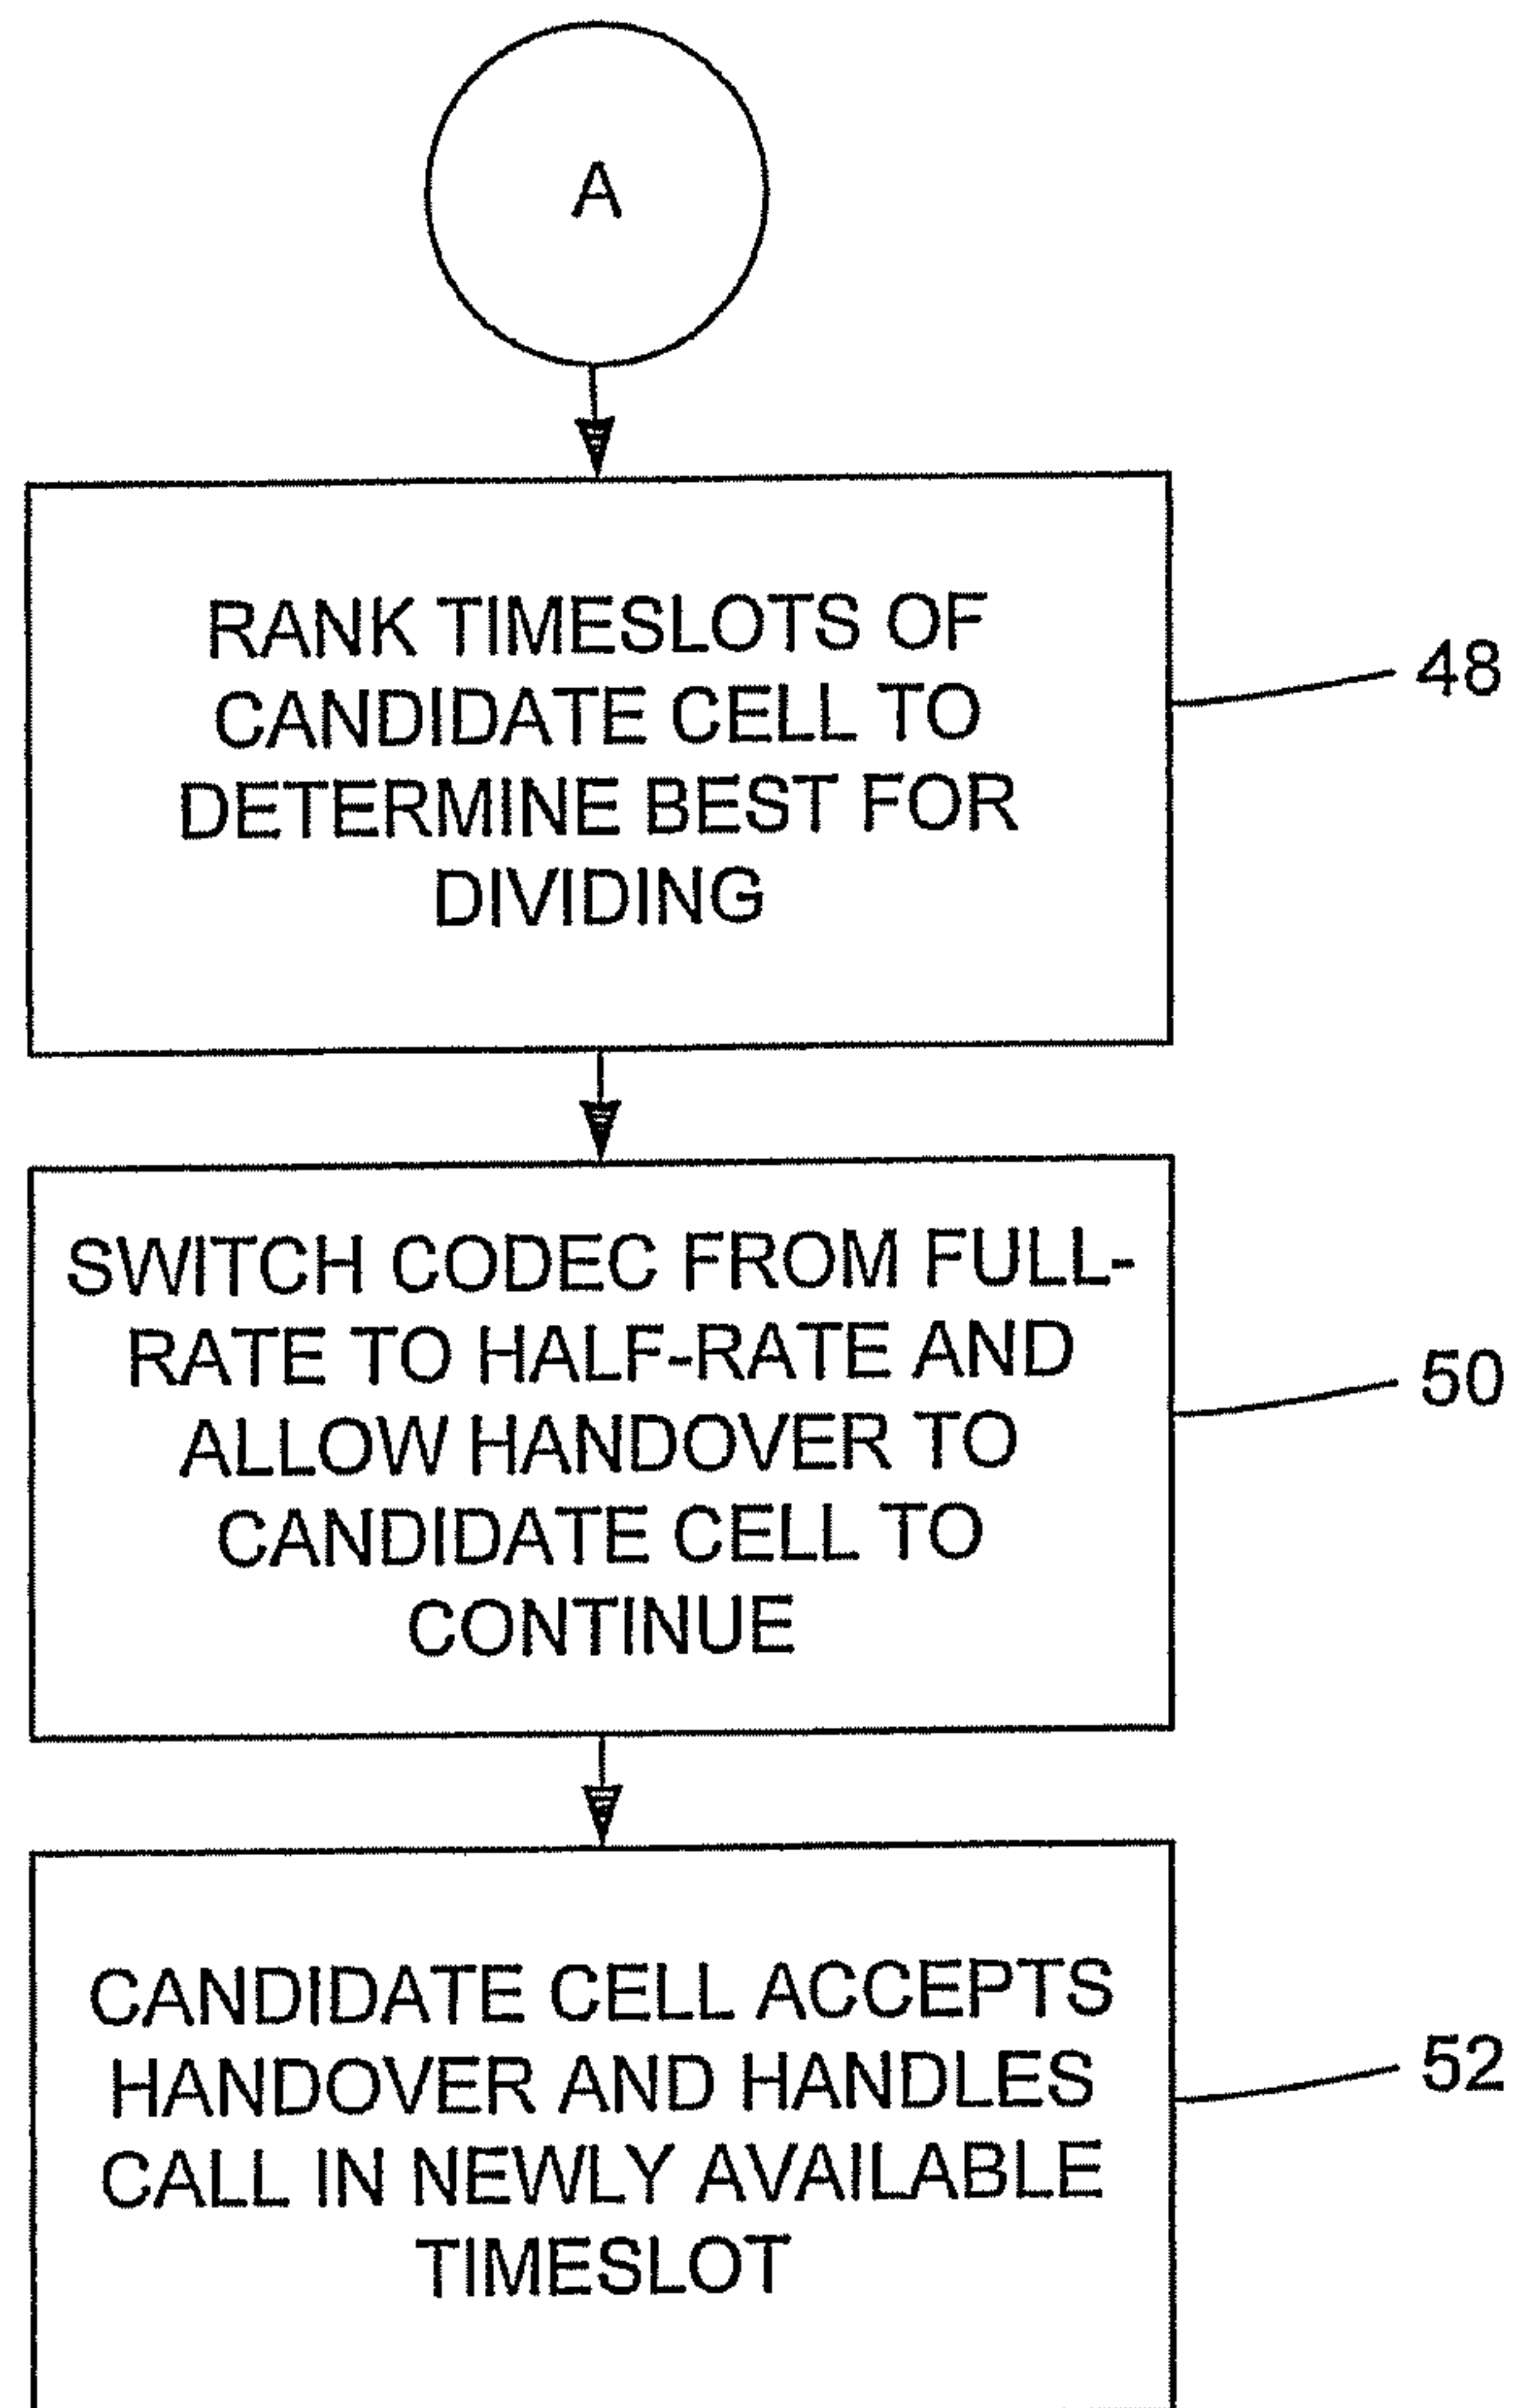 A
RANK TIMESLOTS OF
CANDIDATE CELL TO
DETERMINE BEST FOR
DIVIDING
48
SWITCH CODEC FROM FULL-
RATE TO HALF-RATE AND
ALLOW HANDOVER TO
CANDIDATE CELL TO
CONTINUE
50
CANDIDATE CELL ACCEPTS
HANDOVER AND HANDLES
CALL IN NEWLY AVAILABLE
TIMESLOT
52